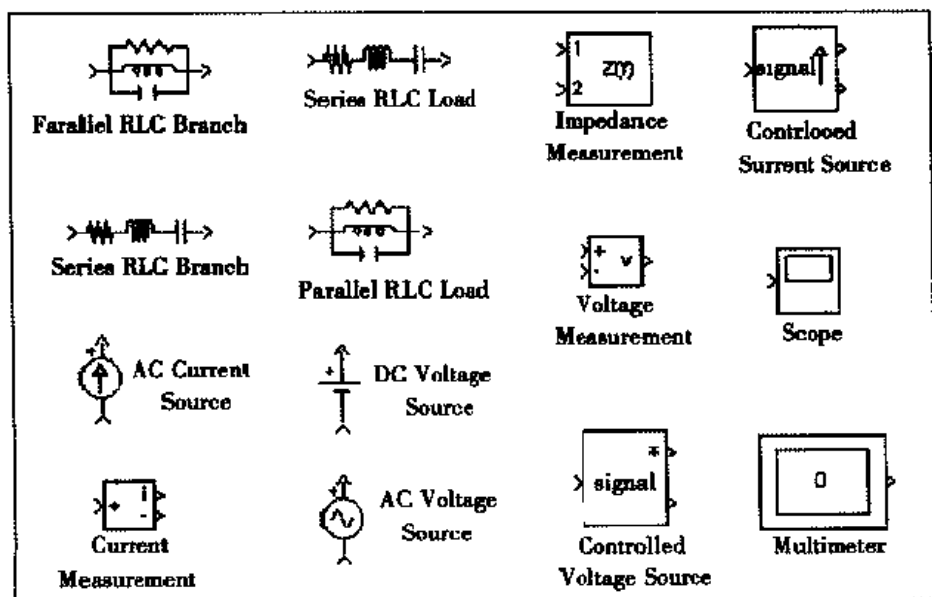 Farallel RLC Branch
Series RLC Load
1
2
Z(f)
Impedance
Measurement
signal
Contrlooed
Surrent Source
Series RLC Branch
Parallel RLC Load
+
-
v
Voltage
Measurement
Scope
+
AC Current
Source
+
DC Voltage
Source
+
i
-
Current
Measurement
+
AC Voltage
Source
signal
+
Controlled
Voltage Source
0
Multimeter